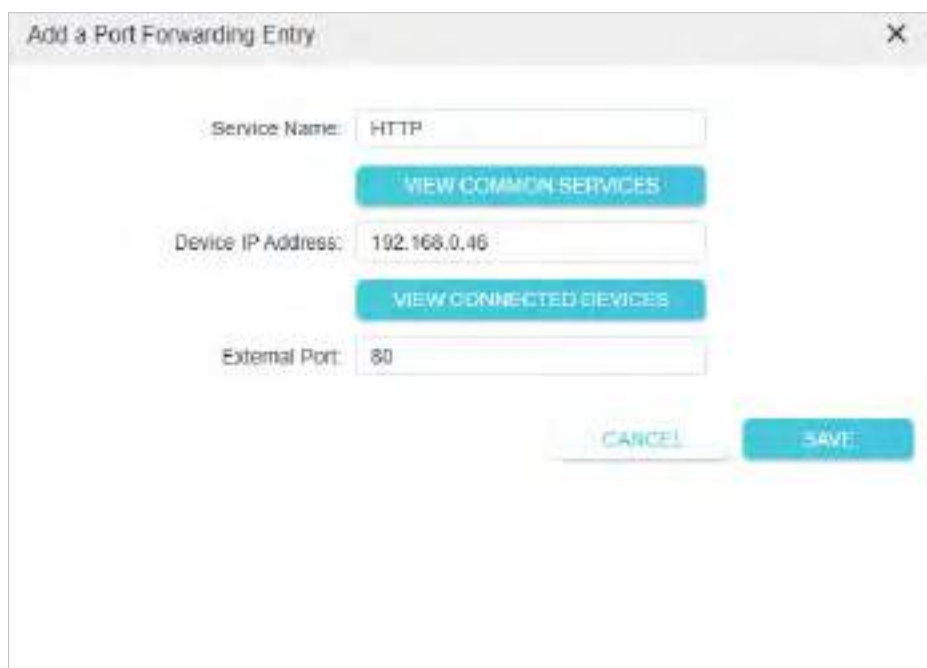 Add a Port Forwarding Entry
Service Name: HTTP
VIEW COMMON SERVICES
Device IP Address: 192.168.0.46
VIEW CONNECTED DEVICES
External Port: 80
CANCEL SAVE